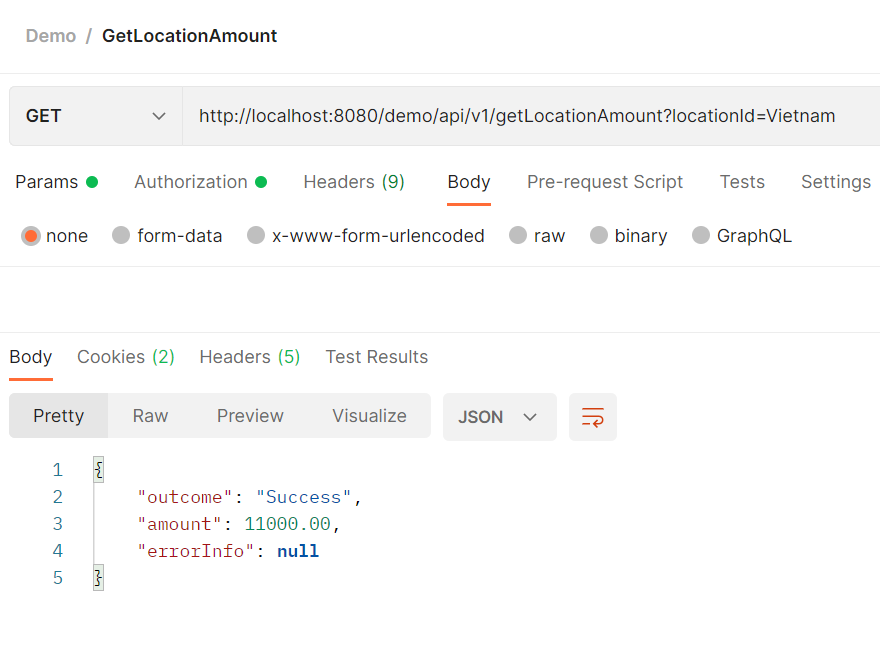 Demo / GetLocationAmount
GET http://localhost:8080/demo/api/v1/getLocationAmount?locationId=Vietnam
Params Authorization Headers (9) Body Pre-request Script Tests Settings
none form-data x-www-form-urlencoded raw binary GraphQL
Body Cookies (2) Headers (5) Test Results
Pretty Raw Preview Visualize JSON
1 {
2 "outcome": "Success",
3 "amount": 11000.00,
4 "errorInfo": null
5 }